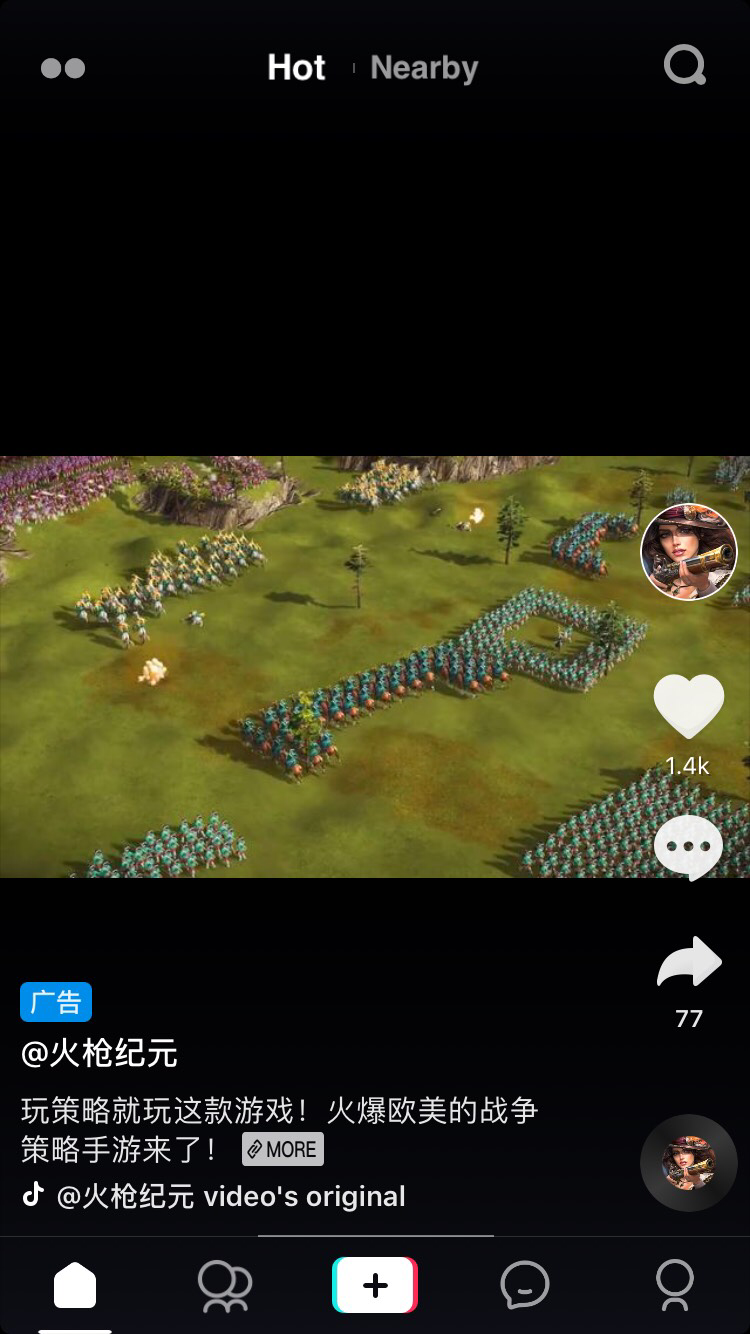 Hot Nearby
1.4k
77
广告
@火枪纪元
玩策略就玩这款游戏！火爆欧美的战争
策略手游来了！ MORE
@火枪纪元 video's original